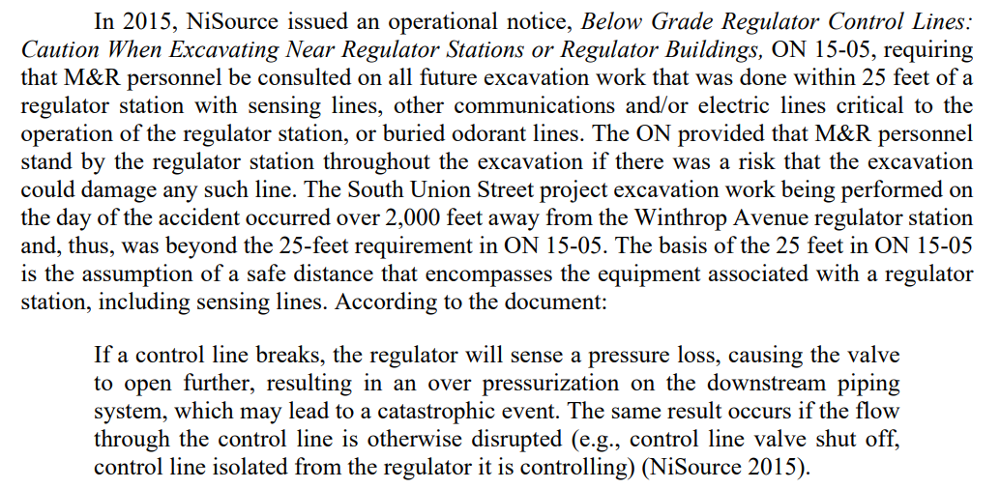 In 2015, NiSource issued an operational notice, Below Grade Regulator Control Lines:
Caution When Excavating Near Regulator Stations or Regulator Buildings, ON 15-05, requiring
that M&R personnel be consulted on all future excavation work that was done within 25 feet of a
regulator station with sensing lines, other communications and/or electric lines critical to the
operation of the regulator station, or buried odorant lines. The ON provided that M&R personnel
stand by the regulator station throughout the excavation if there was a risk that the excavation
could damage any such line. The South Union Street project excavation work being performed on
the day of the accident occurred over 2,000 feet away from the Winthrop Avenue regulator station
and, thus, was beyond the 25-feet requirement in ON 15-05. The basis of the 25 feet in ON 15-05
is the assumption of a safe distance that encompasses the equipment associated with a regulator
station, including sensing lines. According to the document:
If a control line breaks, the regulator will sense a pressure loss, causing the valve
to open further, resulting in an over pressurization on the downstream piping
system, which may lead to a catastrophic event. The same result occurs if the flow
through the control line is otherwise disrupted (e.g., control line valve shut off,
control line isolated from the regulator it is controlling) (NiSource 2015).